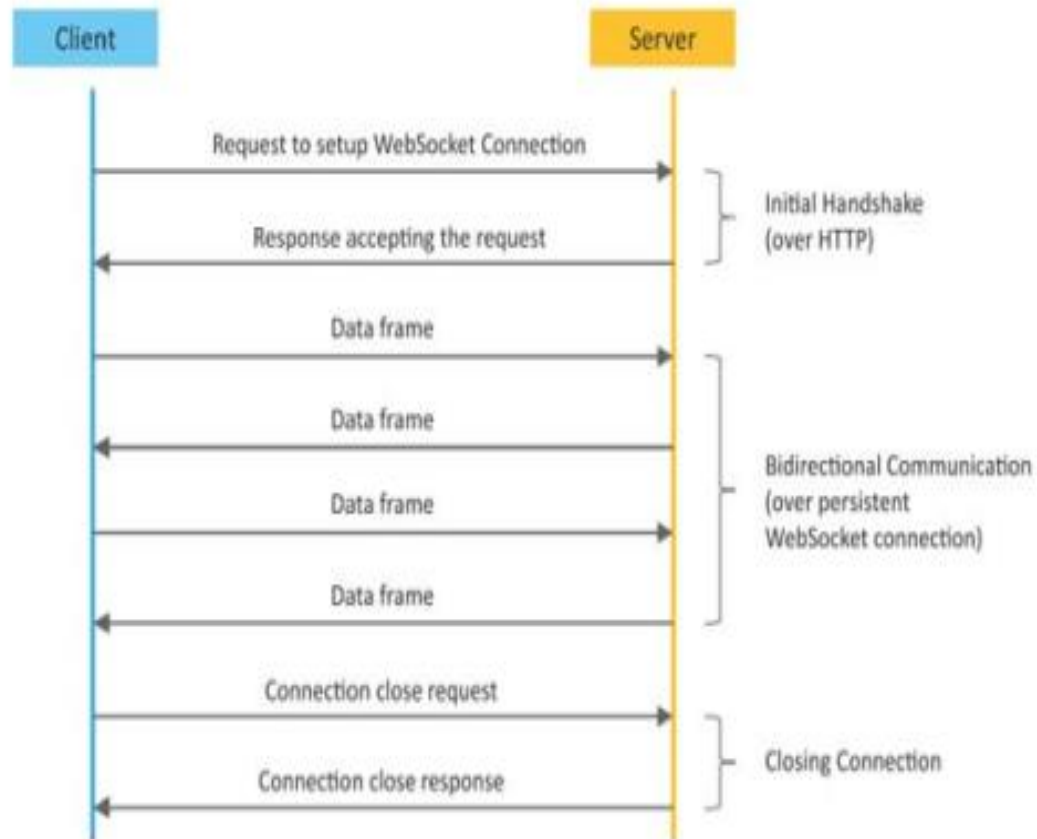 Client
Server
Request to setup WebSocket Connection
Response accepting the request
Initial Handshake
(over HTTP)
Data frame
Data frame
Data frame
Data frame
Bidirectional Communication
(over persistent
WebSocket connection)
Connection close request
Connection close response
Closing Connection